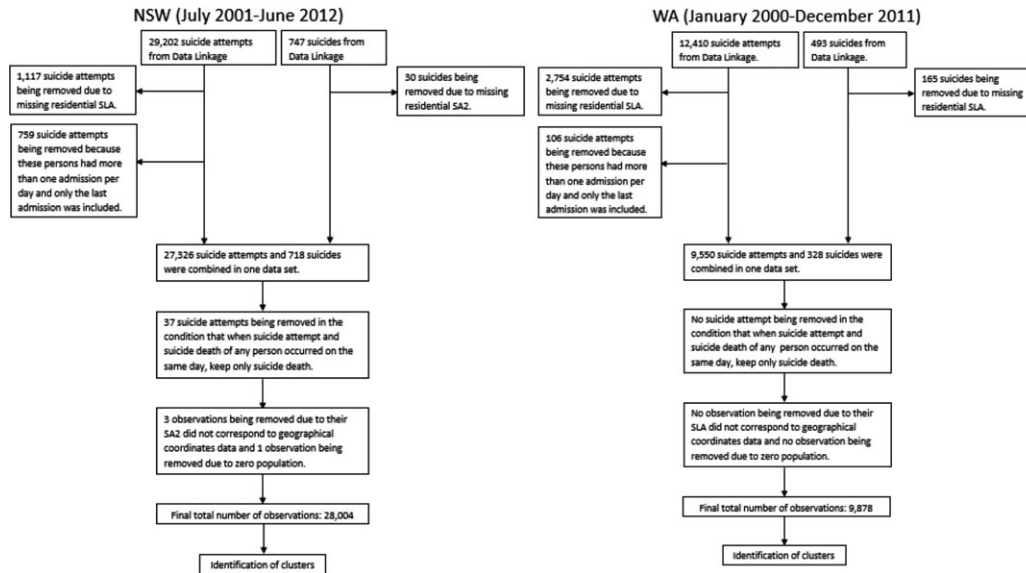 NSW (July 2001-June 2012)
29,202 suicide attempts
from Data Linkage
747 suicides from
Data Linkage
1,117 suicide attempts
being removed due to
missing residential SLA.
30 suicides being
removed due to missing
residential SA2.
759 suicide attempts
being removed because
these persons had more
than one admission per
day and only the last
admission was included.
27,326 suicide attempts and 718 suicides
were combined in one data set.
37 suicide attempts being removed in the
condition that when suicide attempt and
suicide death of any person occurred on the
same day, keep only suicide death.
3 observations being removed due to their
SA2 did not correspond to geographical
coordinates data and 1 observation being
removed due to zero population.
Final total number of observations: 28,004
Identification of clusters
WA (January 2000-December 2011)
12,410 suicide attempts
from Data Linkage.
493 suicides from
Data Linkage.
2,754 suicide attempts
being removed due to
missing residential SLA.
165 suicides being
removed due to missing
residential SLA.
106 suicide attempts
being removed because
these persons had more
than one admission per
day and only the last
admission was included.
9,550 suicide attempts and 328 suicides were
combined in one data set.
No suicide attempt being removed in the
condition that when suicide attempt and
suicide death of any person occurred on the
same day, keep only suicide death.
No observation being removed due to their
SLA did not correspond to geographical
coordinates data and no observation being
removed due to zero population.
Final total number of observations: 9,878
Identification of clusters